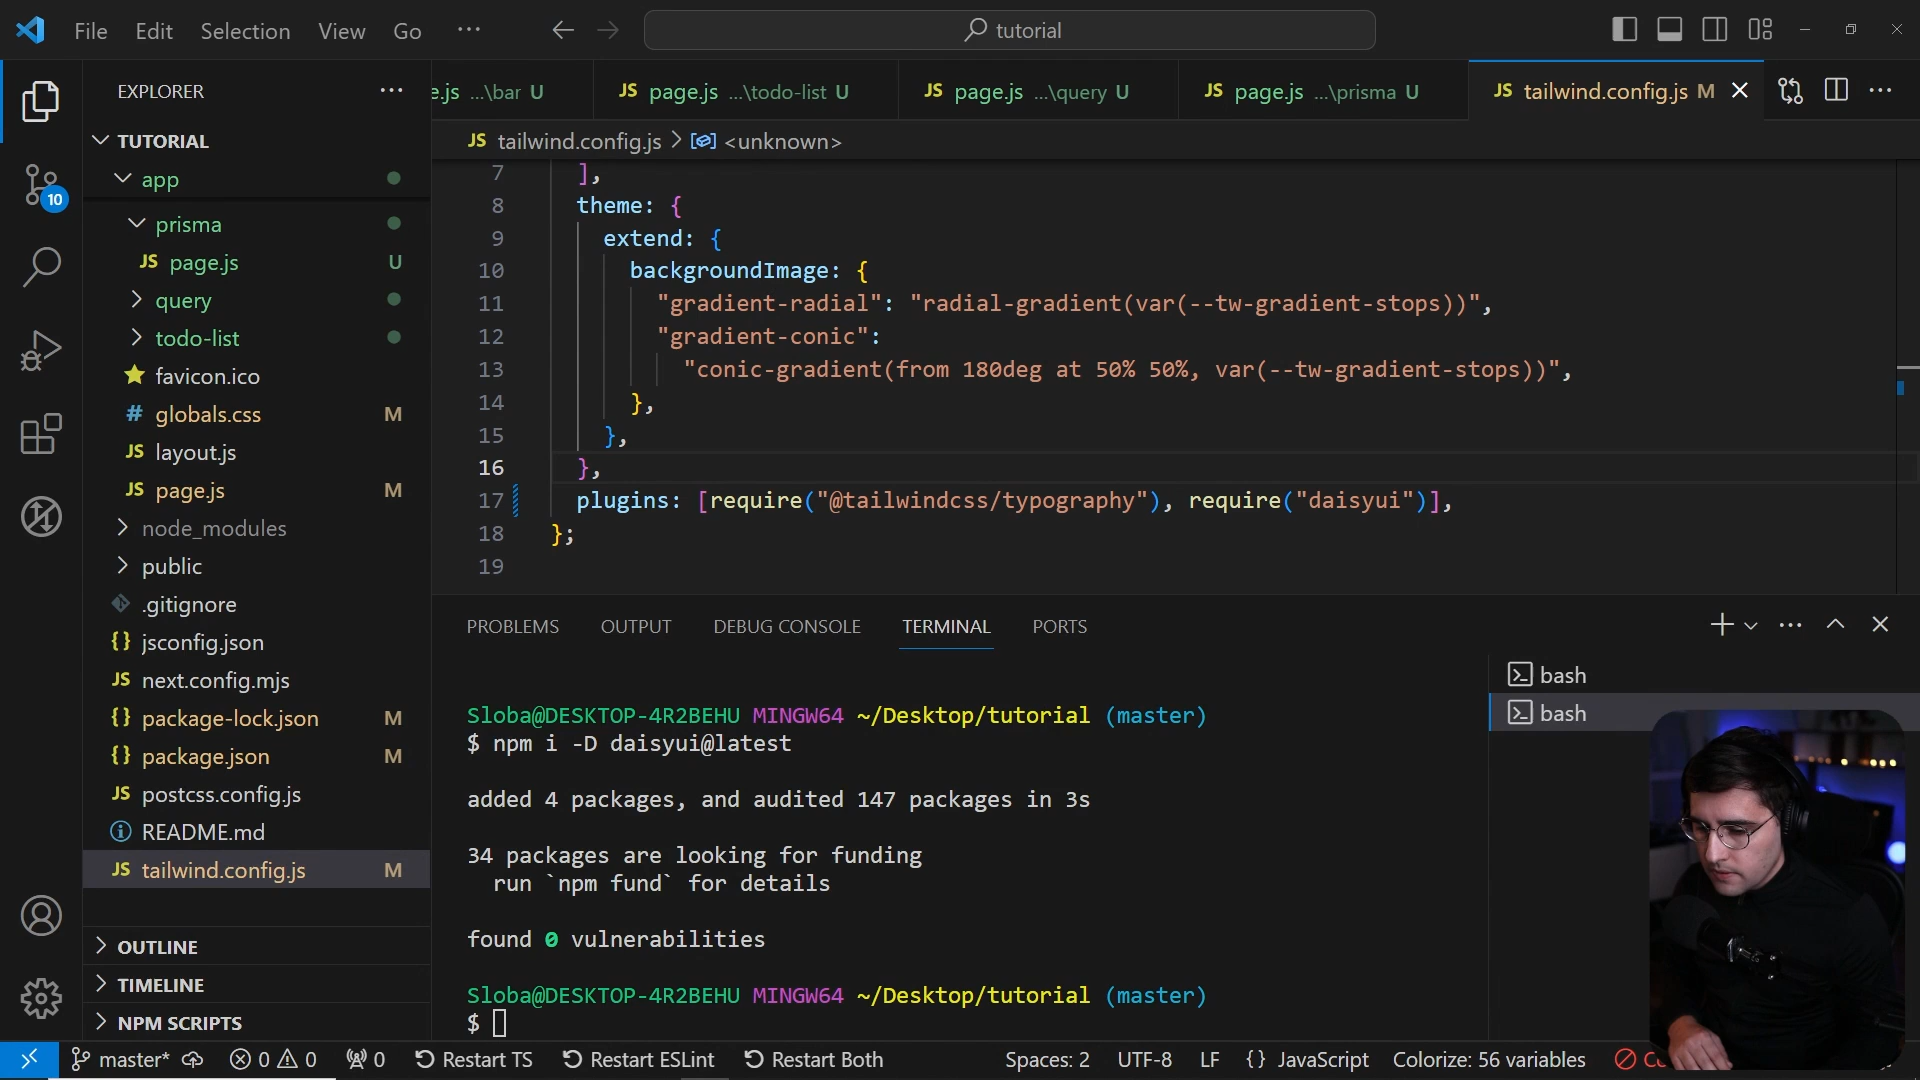 File Edit Selection View Go ···
tutorial
EXPLORER
e.js ...\bar U
JS page.js ...\todo-list U
JS page.js ...\query U
JS page.js ...\prisma U
JS tailwind.config.js M
JS tailwind.config.js > <unknown>
TUTORIAL
app
prisma
JS page.js U
query
todo-list
favicon.ico
# globals.css M
JS layout.js
JS page.js M
node_modules
public
.gitignore
{} jsconfig.json
JS next.config.mjs
{} package-lock.json M
{} package.json M
JS postcss.config.js
README.md
JS tailwind.config.js M
OUTLINE
TIMELINE
NPM SCRIPTS
10
7 ],
8 theme: {
9 extend: {
10 backgroundImage: {
11 "gradient-radial": "radial-gradient(var(--tw-gradient-stops))",
12 "gradient-conic":
13 "conic-gradient(from 180deg at 50% 50%, var(--tw-gradient-stops))",
14 },
15 },
16 },
17 plugins: [require("@tailwindcss/typography"), require("daisyui")],
18 };
19
PROBLEMS OUTPUT DEBUG CONSOLE TERMINAL PORTS
bash
bash
Sloba@DESKTOP-4R2BEHU MINGW64 ~/Desktop/tutorial (master)
$ npm i -D daisyui@latest
added 4 packages, and audited 147 packages in 3s
34 packages are looking for funding
run `npm fund` for details
found 0 vulnerabilities
Sloba@DESKTOP-4R2BEHU MINGW64 ~/Desktop/tutorial (master)
$
master* 0 0 0 Restart TS Restart ESLint Restart Both Spaces: 2 UTF-8 LF {} JavaScript Colorize: 56 variables